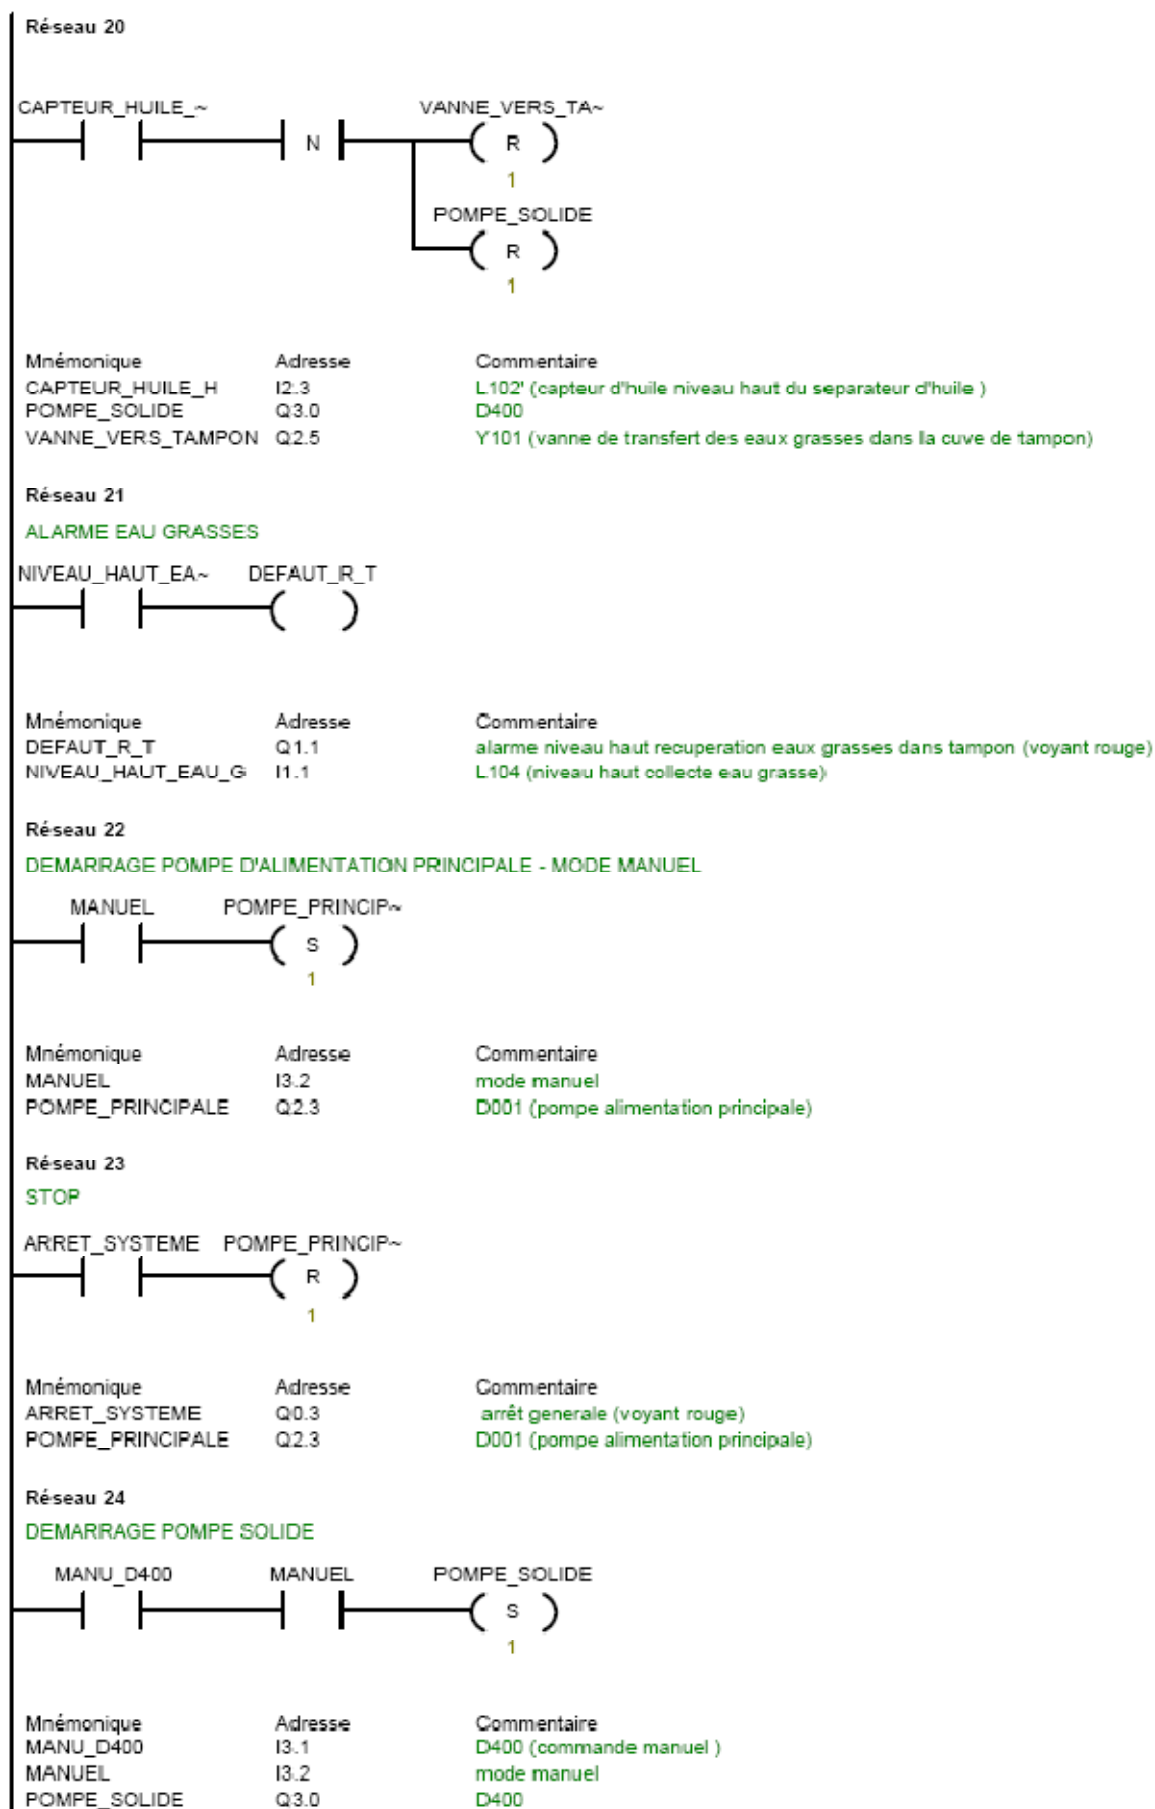 Réseau 20
CAPTEUR_HUILE_~ VANNE_VERS_TA~
N R
1
POMPE_SOLIDE
R
1
Mnémonique Adresse Commentaire
CAPTEUR_HUILE_H I2.3 L102' (capteur d'huile niveau haut du separateur d'huile )
POMPE_SOLIDE Q3.0 D400
VANNE_VERS_TAMPON Q2.5 Y101 (vanne de transfert des eaux grasses dans la cuve de tampon)
Réseau 21
ALARME EAU GRASSES
NIVEAU_HAUT_EA~ DEFAUT_R_T
Mnémonique Adresse Commentaire
DEFAUT_R_T Q1.1 alarme niveau haut recuperation eaux grasses dans tampon (voyant rouge)
NIVEAU_HAUT_EAU_G I1.1 L104 (niveau haut collecte eau grasse)
Réseau 22
DEMARRAGE POMPE D'ALIMENTATION PRINCIPALE - MODE MANUEL
MANUEL POMPE_PRINCIP~
S
1
Mnémonique Adresse Commentaire
MANUEL I3.2 mode manuel
POMPE_PRINCIPALE Q2.3 D001 (pompe alimentation principale)
Réseau 23
STOP
ARRET_SYSTEME POMPE_PRINCIP~
R
1
Mnémonique Adresse Commentaire
ARRET_SYSTEME Q0.3 arrêt generale (voyant rouge)
POMPE_PRINCIPALE Q2.3 D001 (pompe alimentation principale)
Réseau 24
DEMARRAGE POMPE SOLIDE
MANU_D400 MANUEL POMPE_SOLIDE
S
1
Mnémonique Adresse Commentaire
MANU_D400 I3.1 D400 (commande manuel )
MANUEL I3.2 mode manuel
POMPE_SOLIDE Q3.0 D400